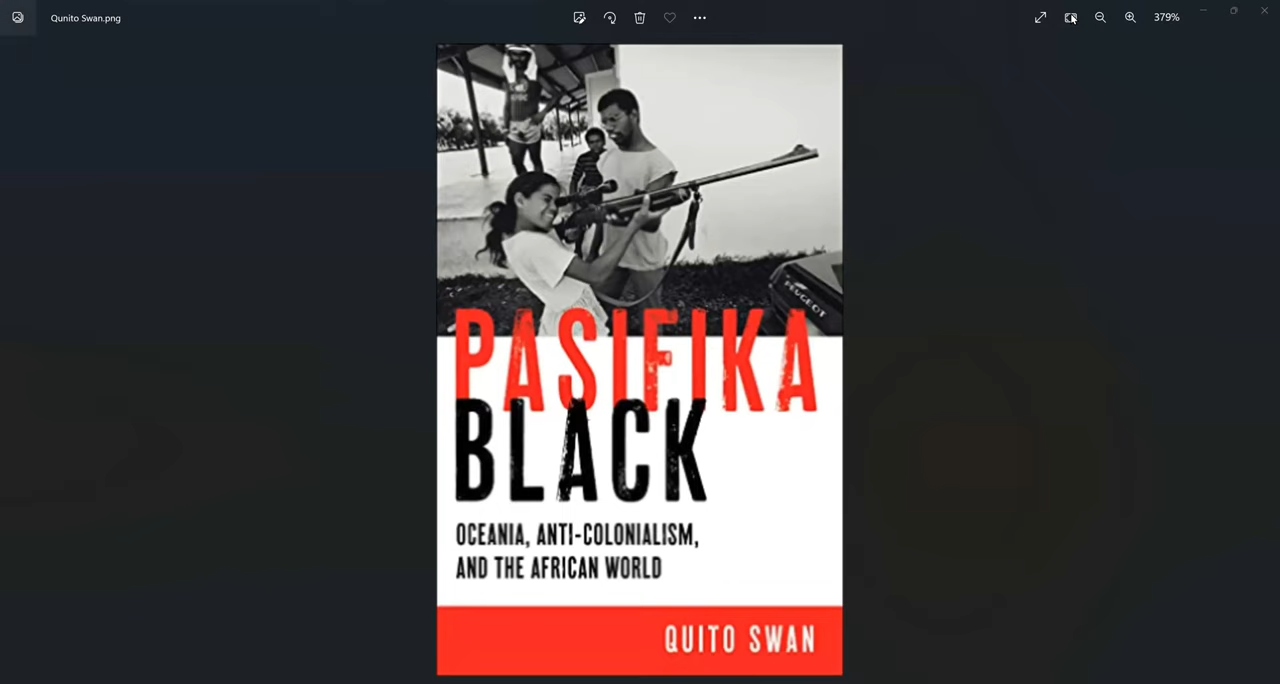 Qunito Swan.png
379%
PEUGEOT
PASIFIKA
BLACK
OCEANIA, ANTI-COLONIALISM,
AND THE AFRICAN WORLD
QUITO SWAN